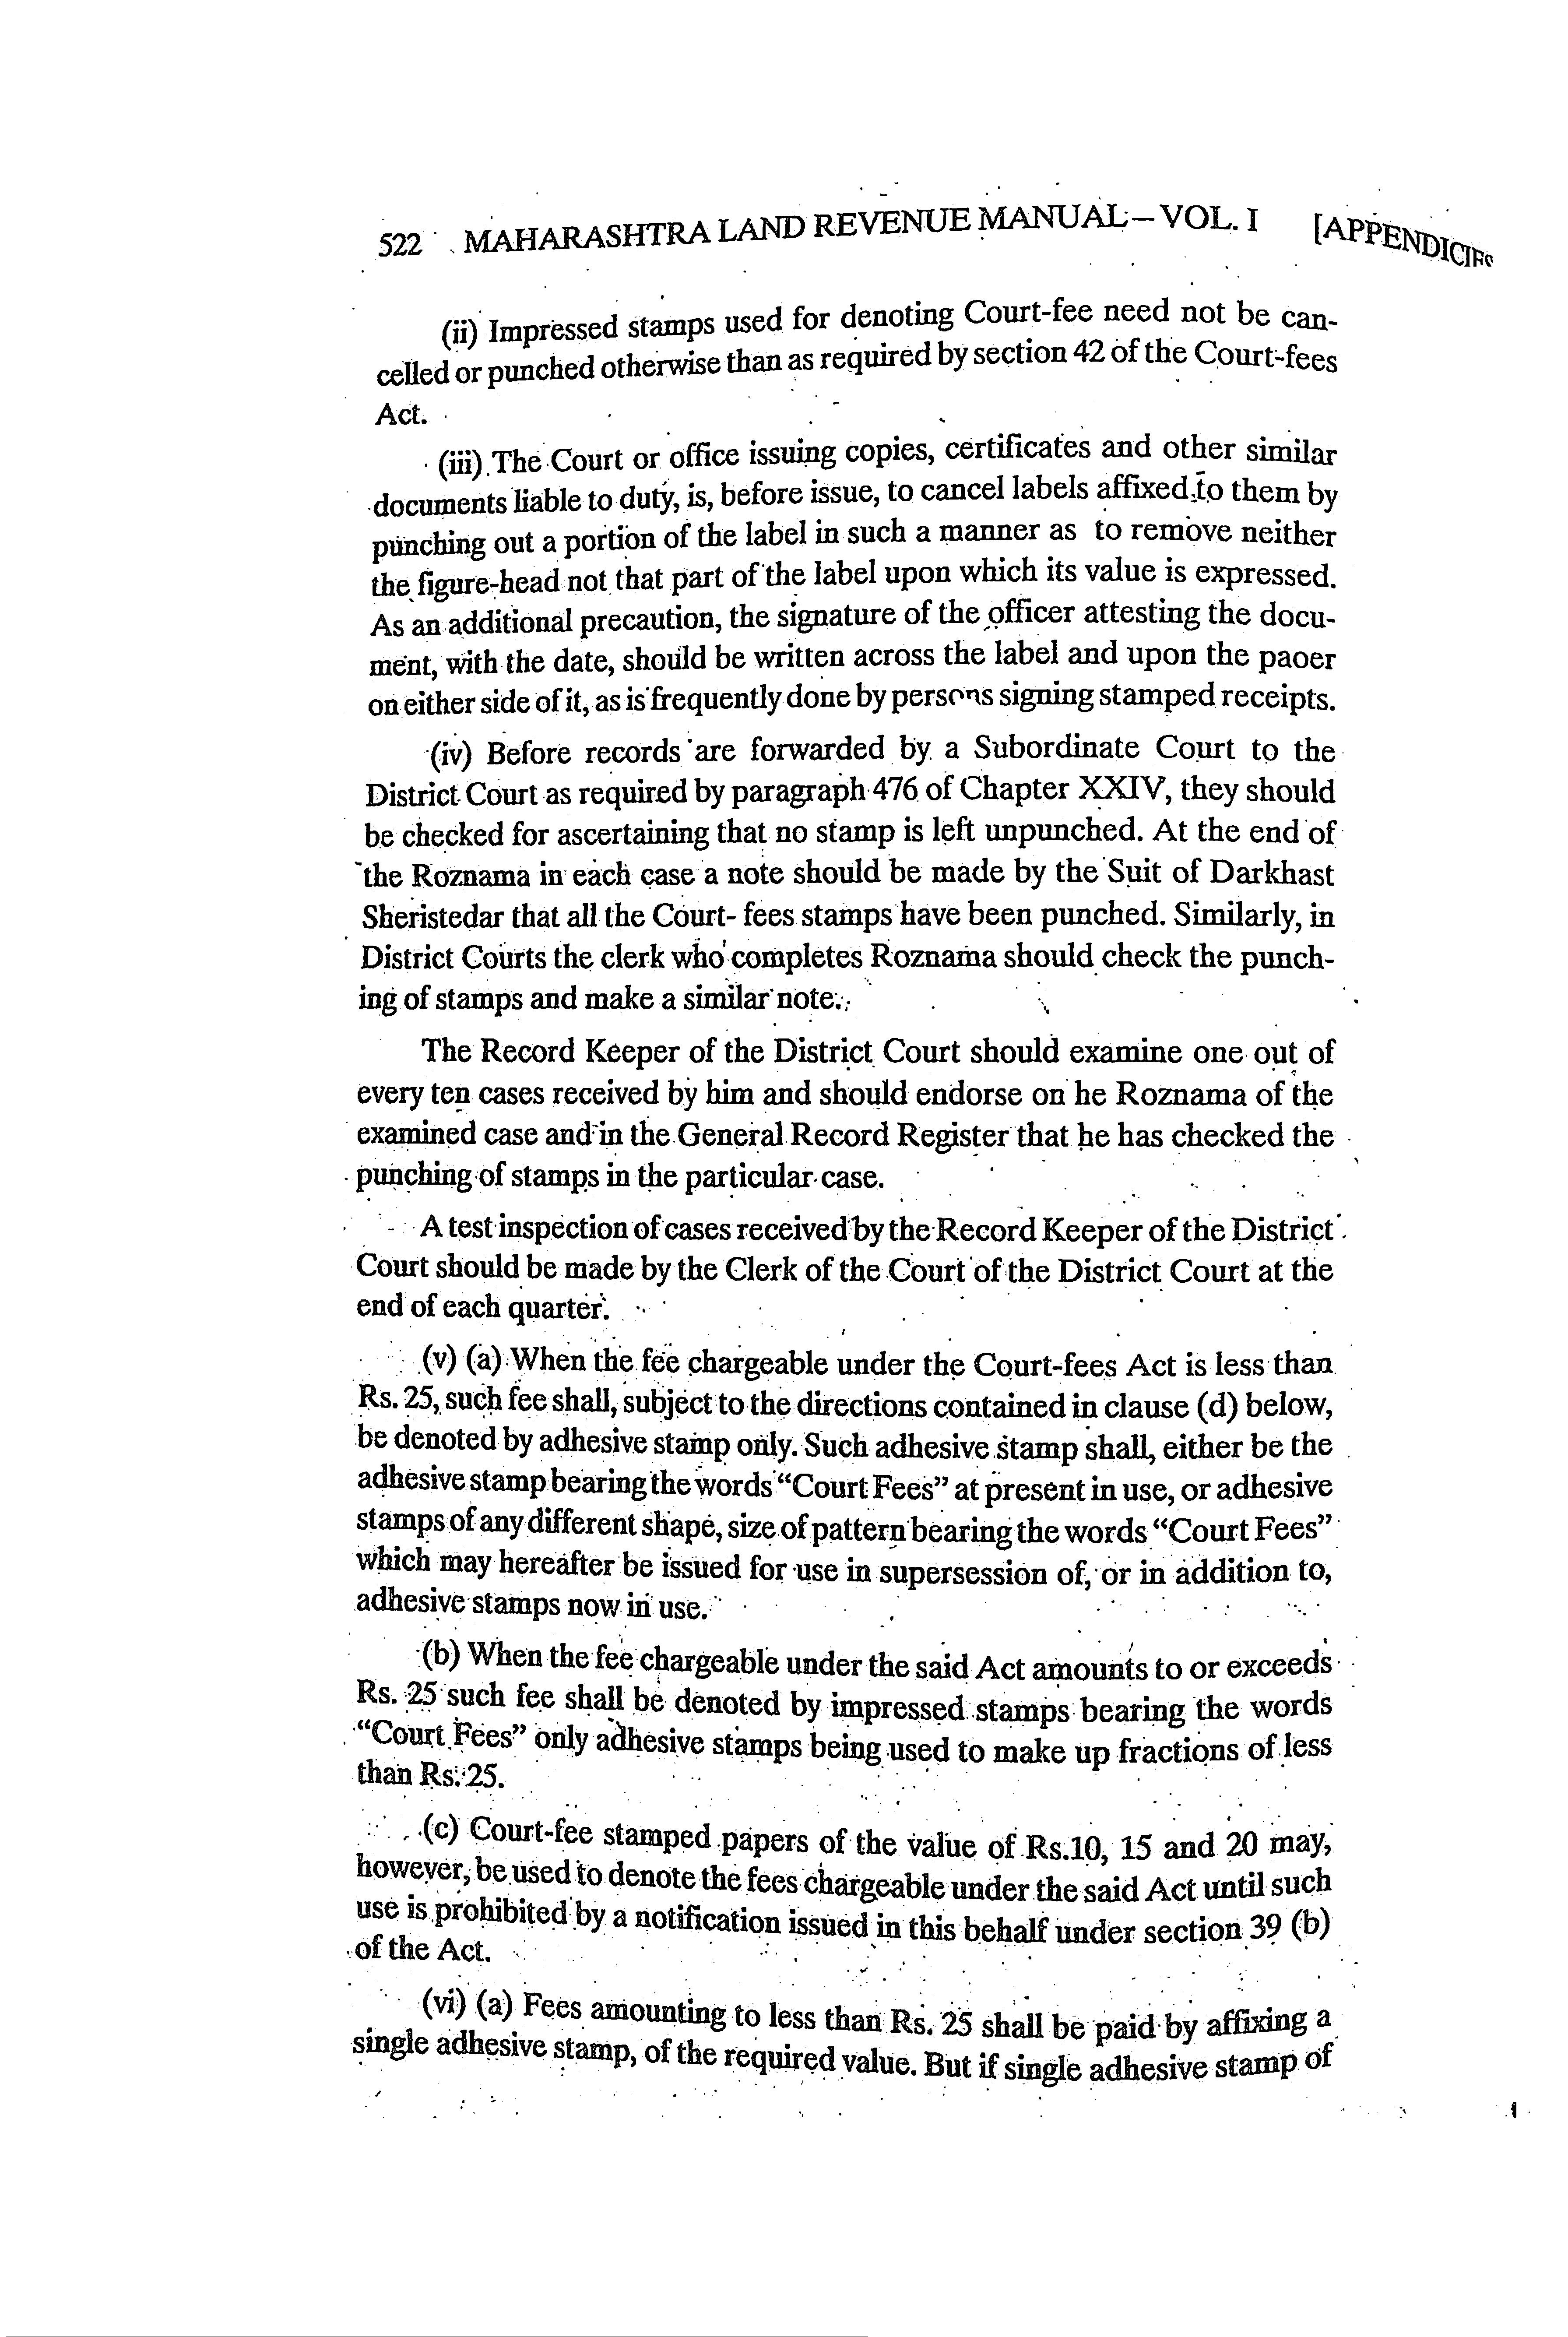 522 MAHARASHTRA LAND REVENUE MANUAL—VOL. I [APPENDICIES
(ii) Impressed stamps used for denoting Court-fee need not be can-
celled or punched otherwise than as required by section 42 of the Court-fees
Act.
(iii) The Court or office issuing copies, certificates and other similar
documents liable to duty, is, before issue, to cancel labels affixed to them by
punching out a portion of the label in such a manner as to remove neither
the figure-head not that part of the label upon which its value is expressed.
As an additional precaution, the signature of the officer attesting the docu-
ment, with the date, should be written across the label and upon the paoer
on either side of it, as is frequently done by persons signing stamped receipts.
(iv) Before records are forwarded by a Subordinate Court to the
District Court as required by paragraph 476 of Chapter XXIV, they should
be checked for ascertaining that no stamp is left unpunched. At the end of
the Roznama in each case a note should be made by the Suit of Darkhast
Sheristedar that all the Court- fees stamps have been punched. Similarly, in
District Courts the clerk who completes Roznama should check the punch-
ing of stamps and make a similar note.
The Record Keeper of the District Court should examine one out of
every ten cases received by him and should endorse on he Roznama of the
examined case and in the General Record Register that he has checked the
punching of stamps in the particular case.
A test inspection of cases received by the Record Keeper of the District
Court should be made by the Clerk of the Court of the District Court at the
end of each quarter.
(v) (a) When the fee chargeable under the Court-fees Act is less than
Rs. 25, such fee shall, subject to the directions contained in clause (d) below,
be denoted by adhesive stamp only. Such adhesive stamp shall, either be the
adhesive stamp bearing the words “Court Fees” at present in use, or adhesive
stamps of any different shape, size of pattern bearing the words “Court Fees”
which may hereafter be issued for use in supersession of, or in addition to,
adhesive stamps now in use.
(b) When the fee chargeable under the said Act amounts to or exceeds
Rs. 25 such fee shall be denoted by impressed stamps bearing the words
“Court Fees” only adhesive stamps being used to make up fractions of less
than Rs. 25.
(c) Court-fee stamped papers of the value of Rs.10, 15 and 20 may,
however, be used to denote the fees chargeable under the said Act until such
use is prohibited by a notification issued in this behalf under section 39 (b)
of the Act.
(vi) (a) Fees amounting to less than Rs. 25 shall be paid by affixing a
single adhesive stamp, of the required value. But if single adhesive stamp of